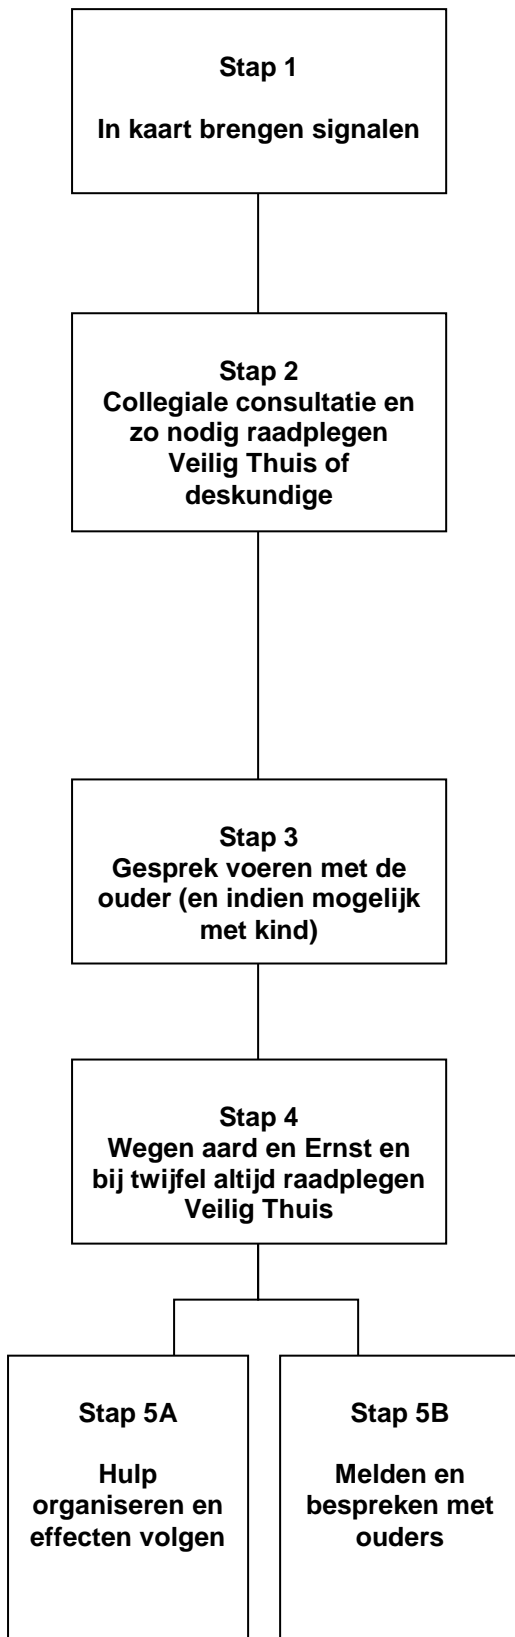 Stap 1
In kaart brengen signalen
Stap 2
Collegiale consultatie en
zo nodig raadplegen
Veilig Thuis of
deskundige
Stap 3
Gesprek voeren met de
ouder (en indien mogelijk
met kind)
Stap 4
Wegen aard en Ernst en
bij twijfel altijd raadplegen
Veilig Thuis
Stap 5A
Hulp
organiseren en
effecten volgen
Stap 5B
Melden en
bespreken met
ouders